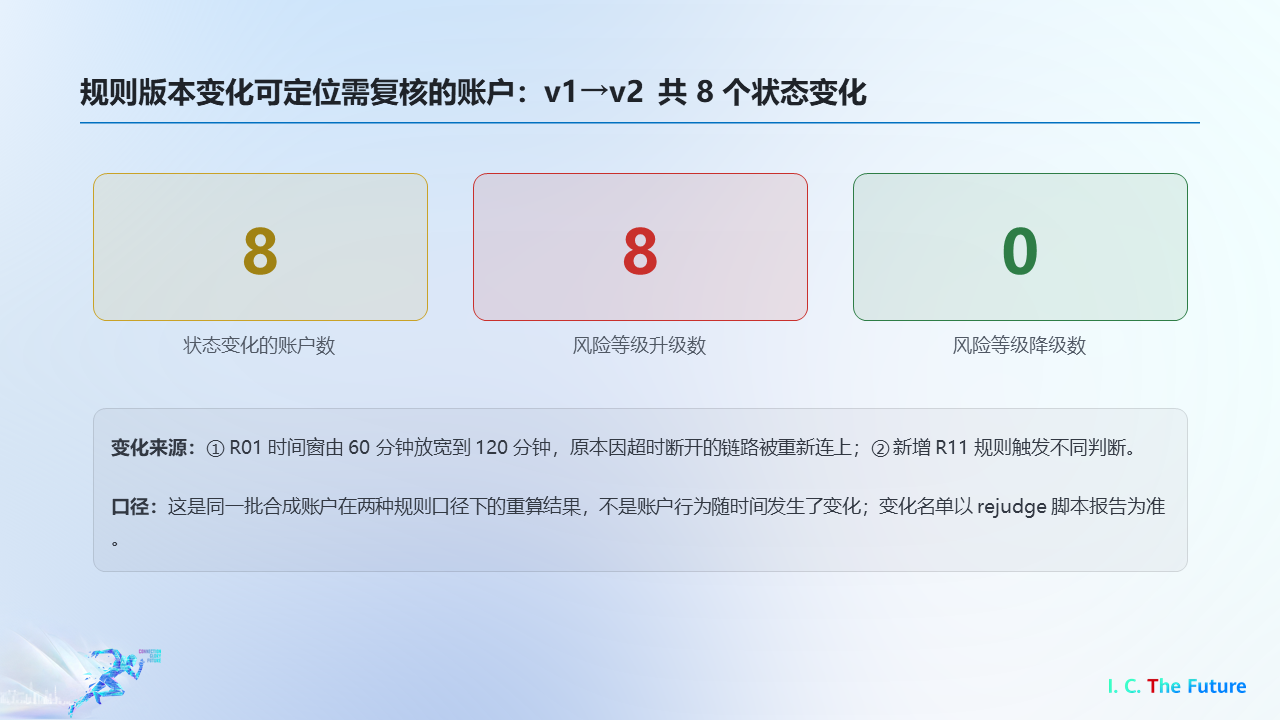 规则版本变化可定位需复核的账户：v1→v2 共 8 个状态变化
8
8
0
状态变化的账户数
风险等级升级数
风险等级降级数
变化来源：① R01 时间窗由 60 分钟放宽到 120 分钟，原本因超时断开的链路被重新连上；② 新增 R11 规则触发不同判断。
口径：这是同一批合成账户在两种规则口径下的重算结果，不是账户行为随时间发生了变化；变化名单以 rejudge 脚本报告为准
。
I. C. The Future